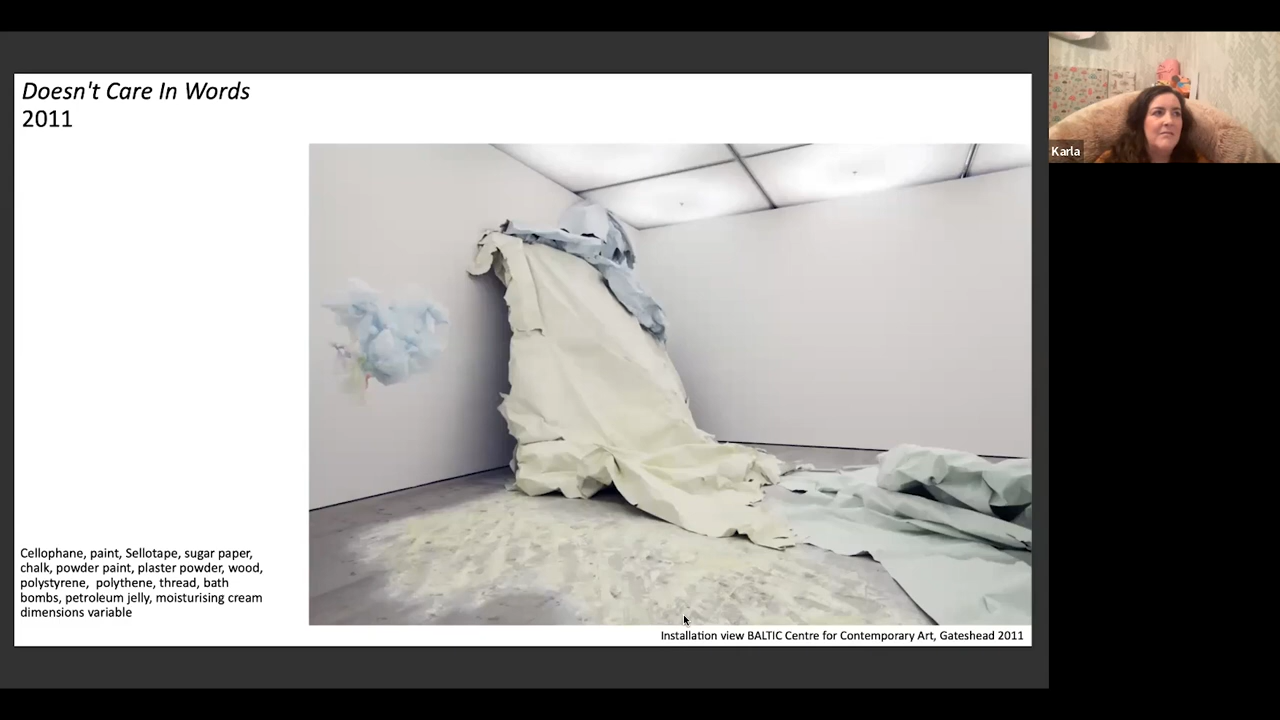 Doesn't Care In Words
2011
Karla
Cellophane, paint, Sellotape, sugar paper,
chalk, powder paint, plaster powder, wood,
polystyrene, polythene, thread, bath
bombs, petroleum jelly, moisturising cream
dimensions variable
Installation view BALTIC Centre for Contemporary Art, Gateshead 2011